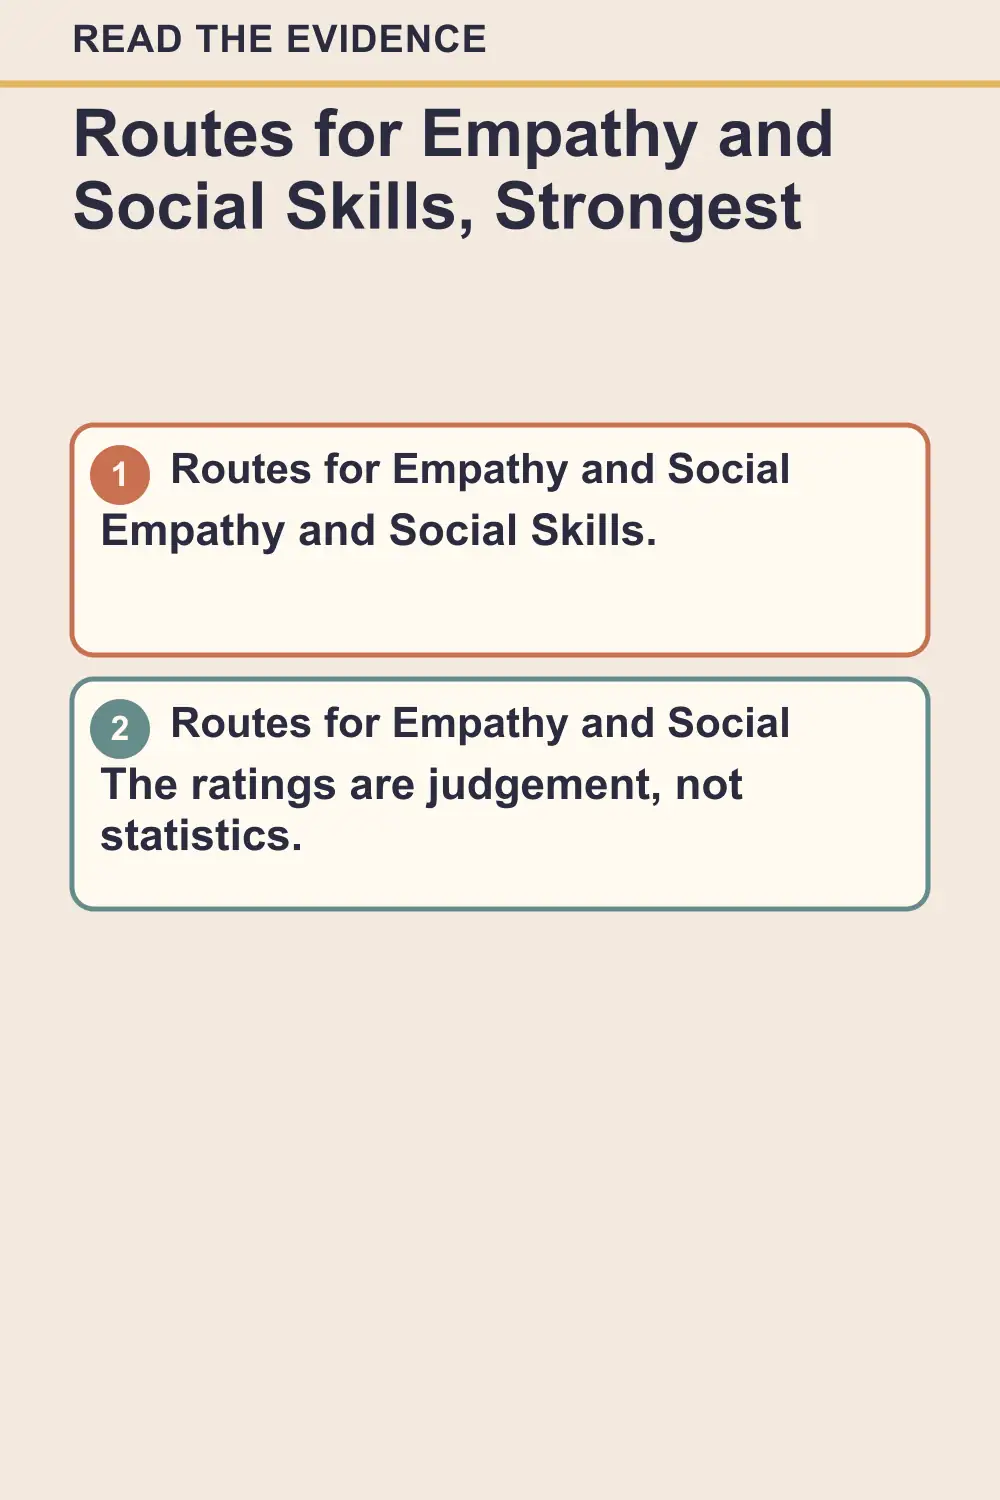 READ THE EVIDENCE
Routes for Empathy and
Social Skills, Strongest
1 Routes for Empathy and Social
Empathy and Social Skills.
2 Routes for Empathy and Social
The ratings are judgement, not
statistics.